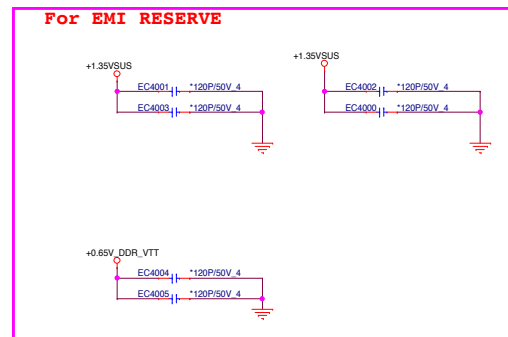 For EMI RESERVE
+1.35VSUS
EC4001 *120P/50V_4
EC4003 *120P/50V_4
+1.35VSUS
EC4002 *120P/50V_4
EC4000 *120P/50V_4
+0.65V_DDR_VTT
EC4004 *120P/50V_4
EC4005 *120P/50V_4